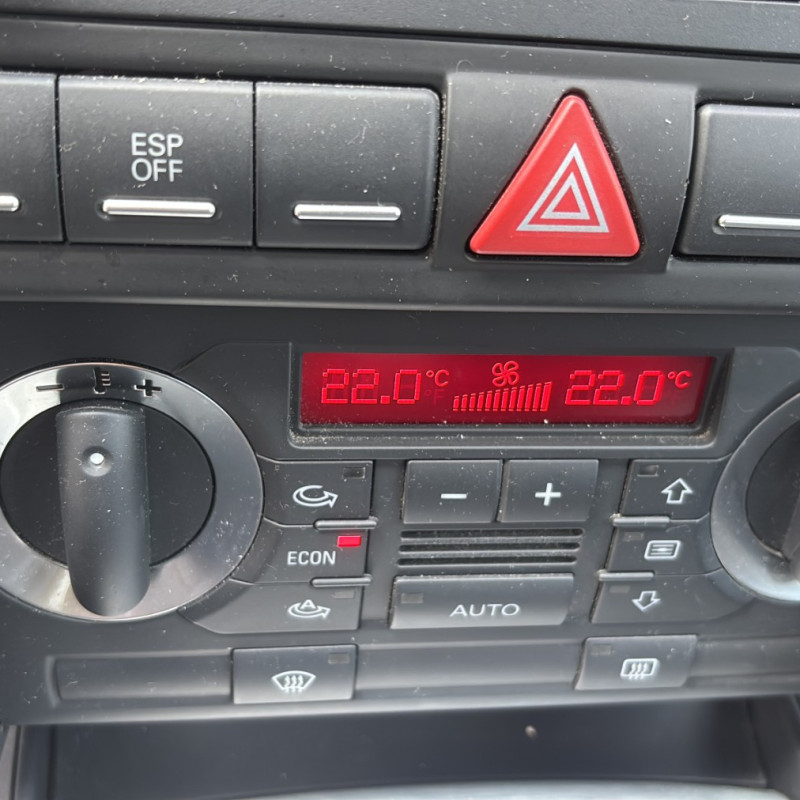 ESP
OFF
− +
22.0°C °F 22.0°C
− +
ECON
A
AUTO